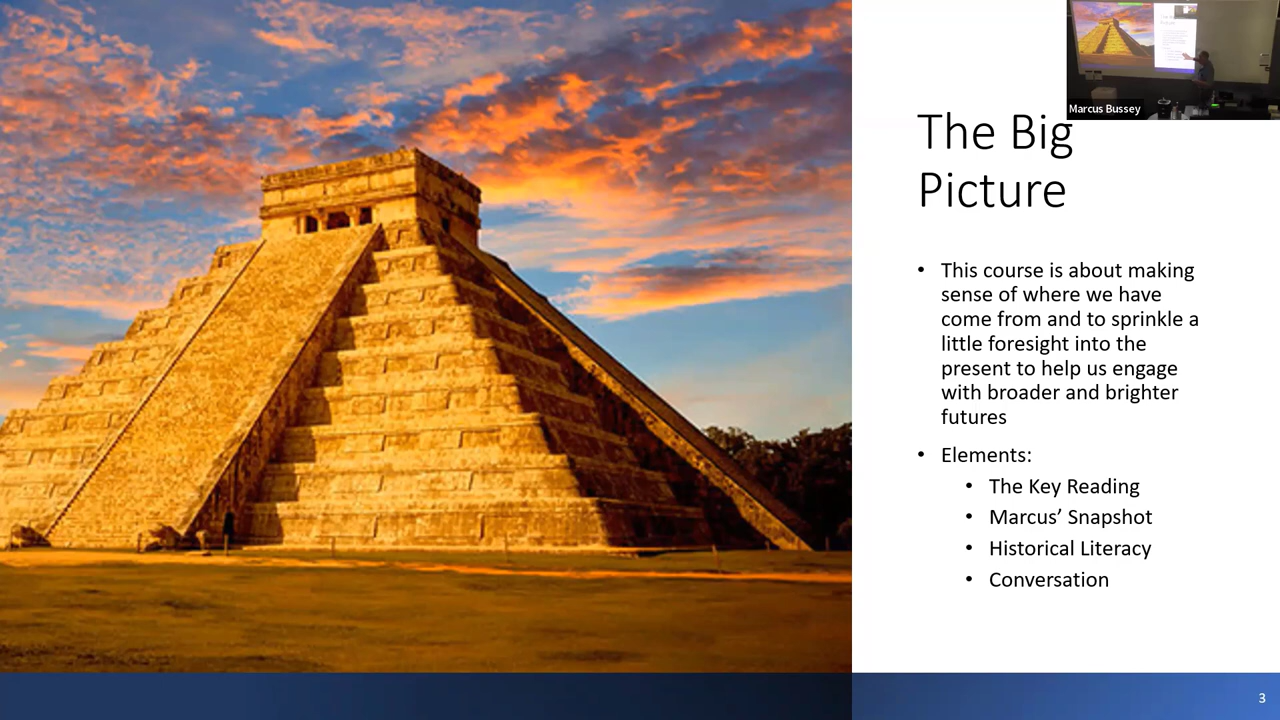 Marcus Bussey
The Big
Picture
• This course is about making
sense of where we have
come from and to sprinkle a
little foresight into the
present to help us engage
with broader and brighter
futures
• Elements:
• The Key Reading
• Marcus’ Snapshot
• Historical Literacy
• Conversation
3